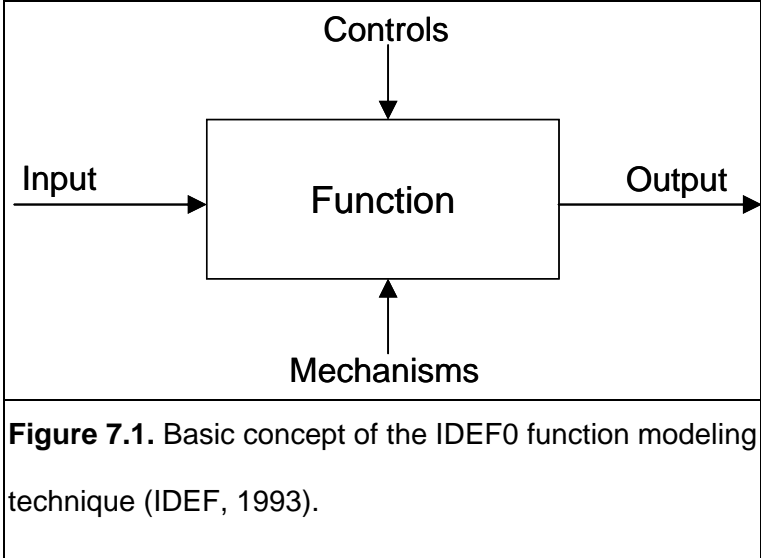 Controls
Input
Function
Output
Mechanisms
Figure 7.1. Basic concept of the IDEF0 function modeling
technique (IDEF, 1993).